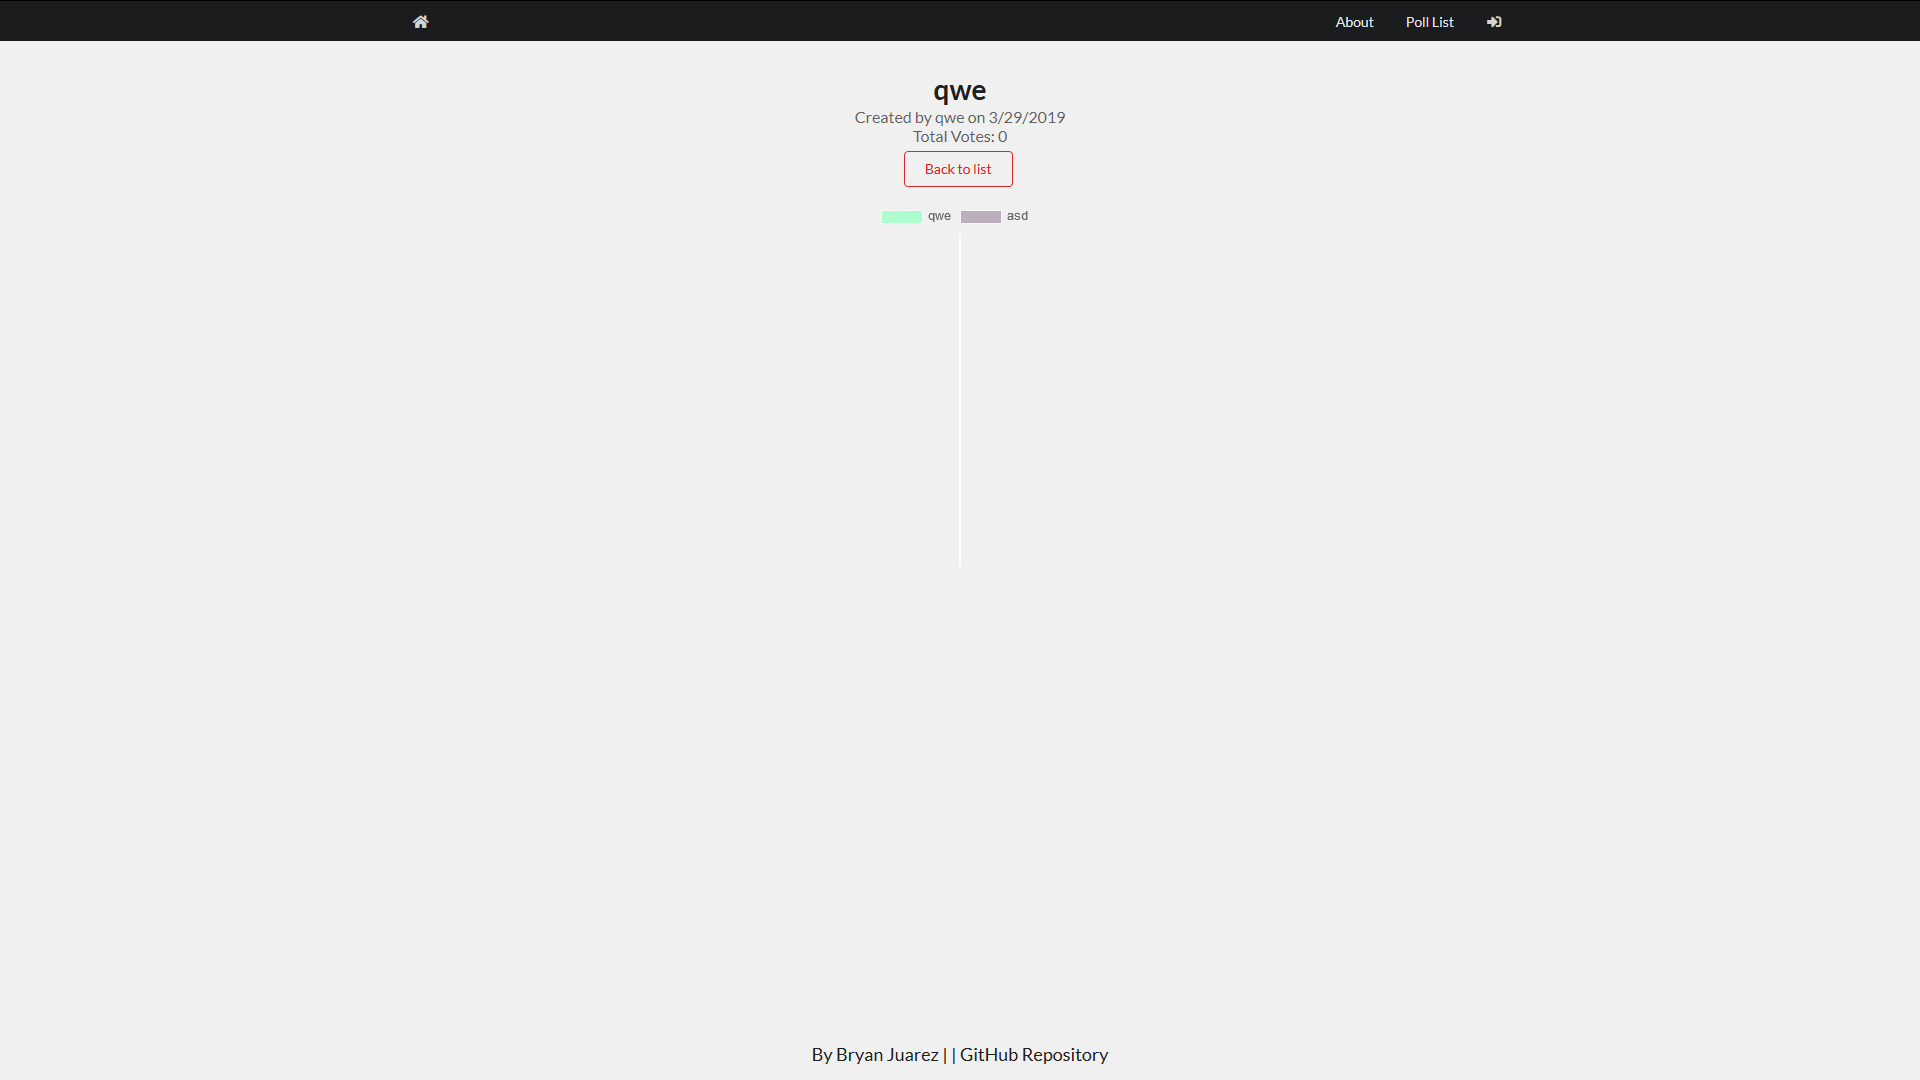 About Poll List
qwe
Created by qwe on 3/29/2019
Total Votes: 0
Back to list
qwe asd
By Bryan Juarez | | GitHub Repository